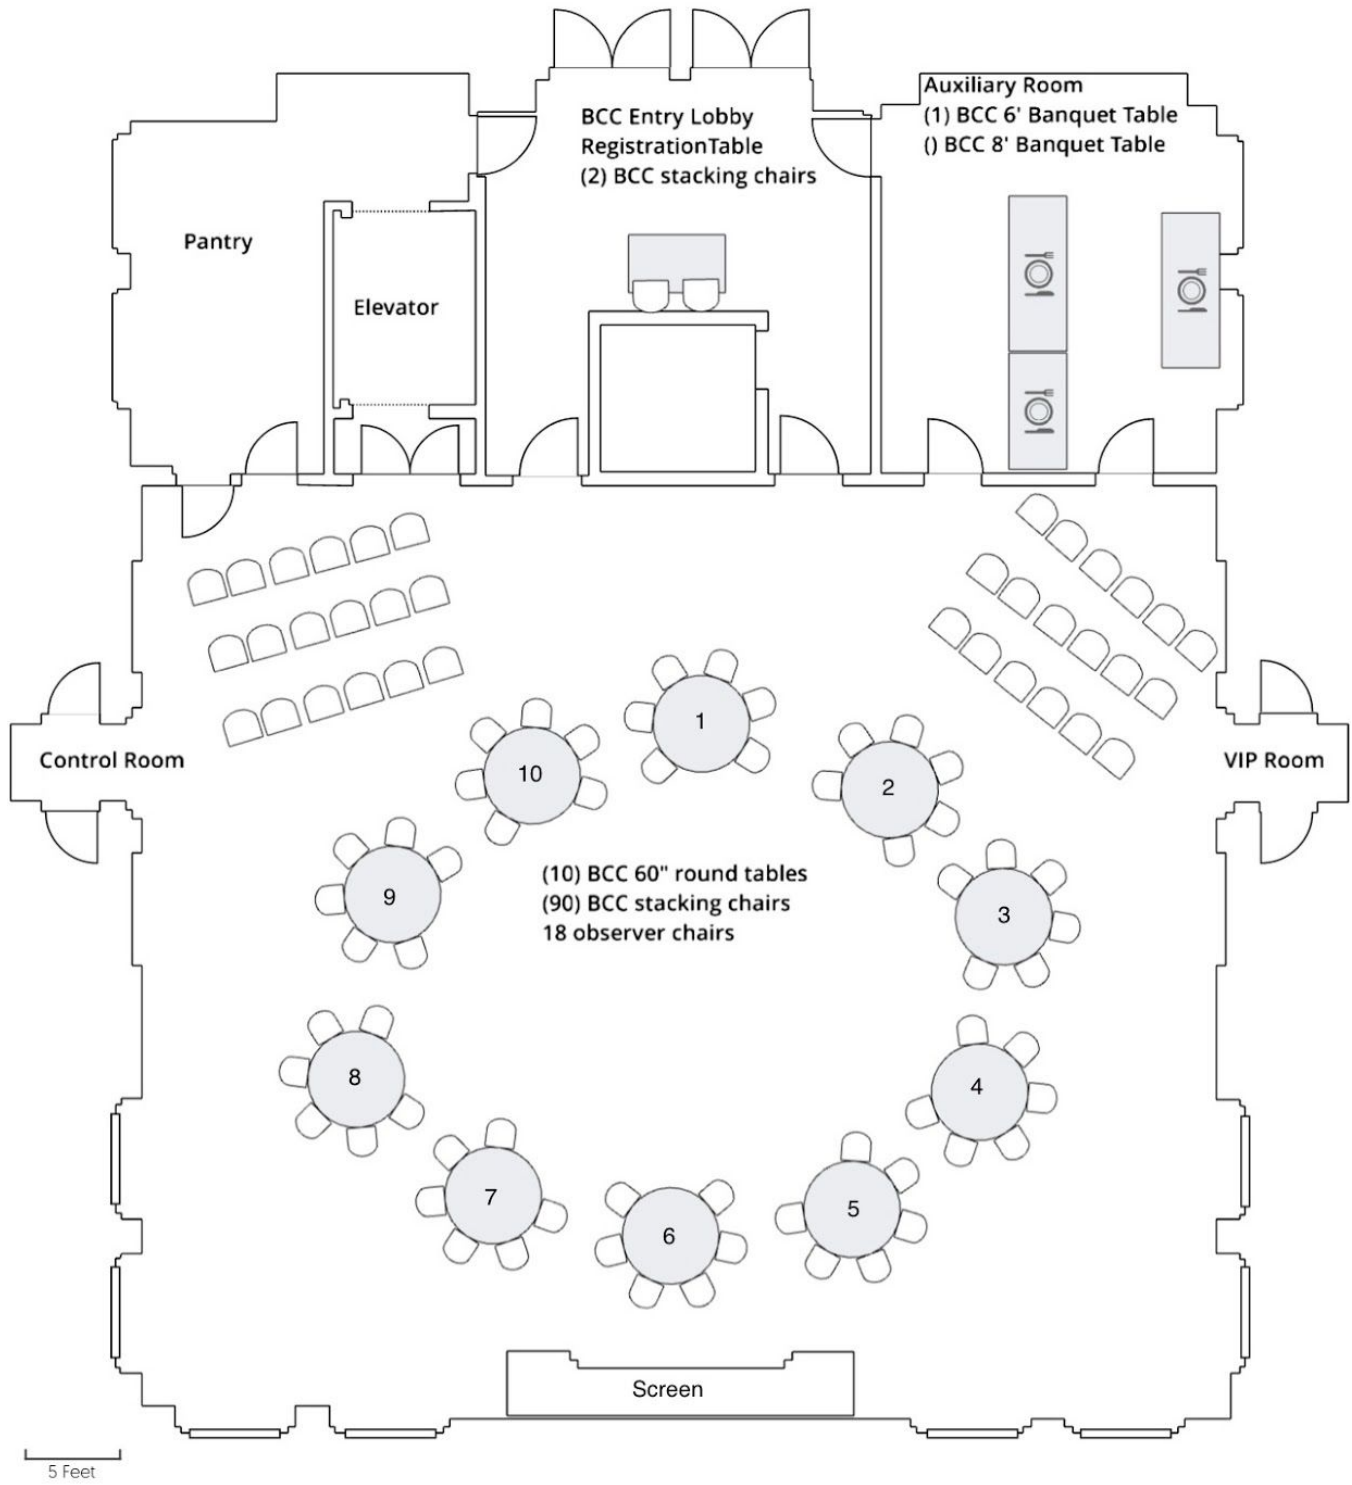 BCC Entry Lobby
RegistrationTable
(2) BCC stacking chairs
Auxiliary Room
(1) BCC 6' Banquet Table
() BCC 8' Banquet Table
Pantry
Elevator
Control Room
VIP Room
1
2
3
4
5
6
7
8
9
10
(10) BCC 60" round tables
(90) BCC stacking chairs
18 observer chairs
Screen
5 Feet